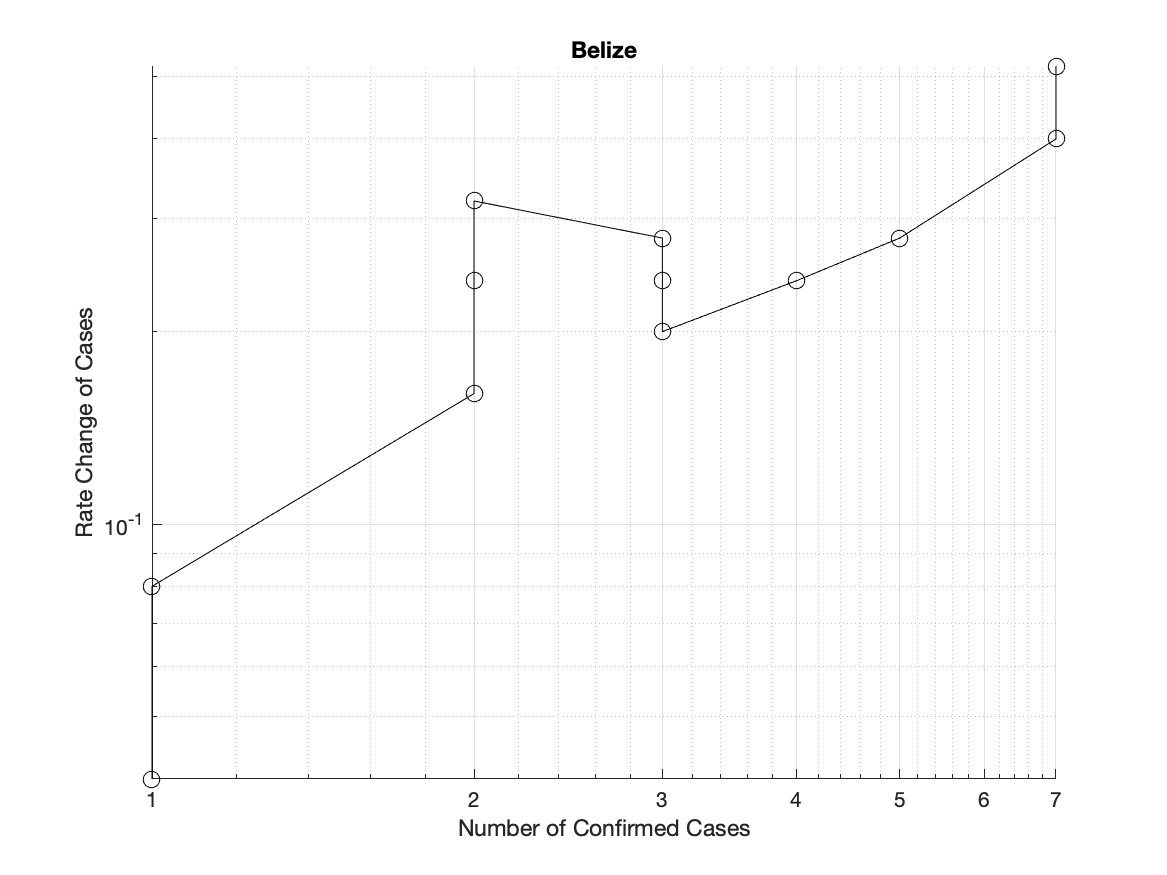 Belize
Rate Change of Cases
10-1
1 2 3 4 5 6 7
Number of Confirmed Cases